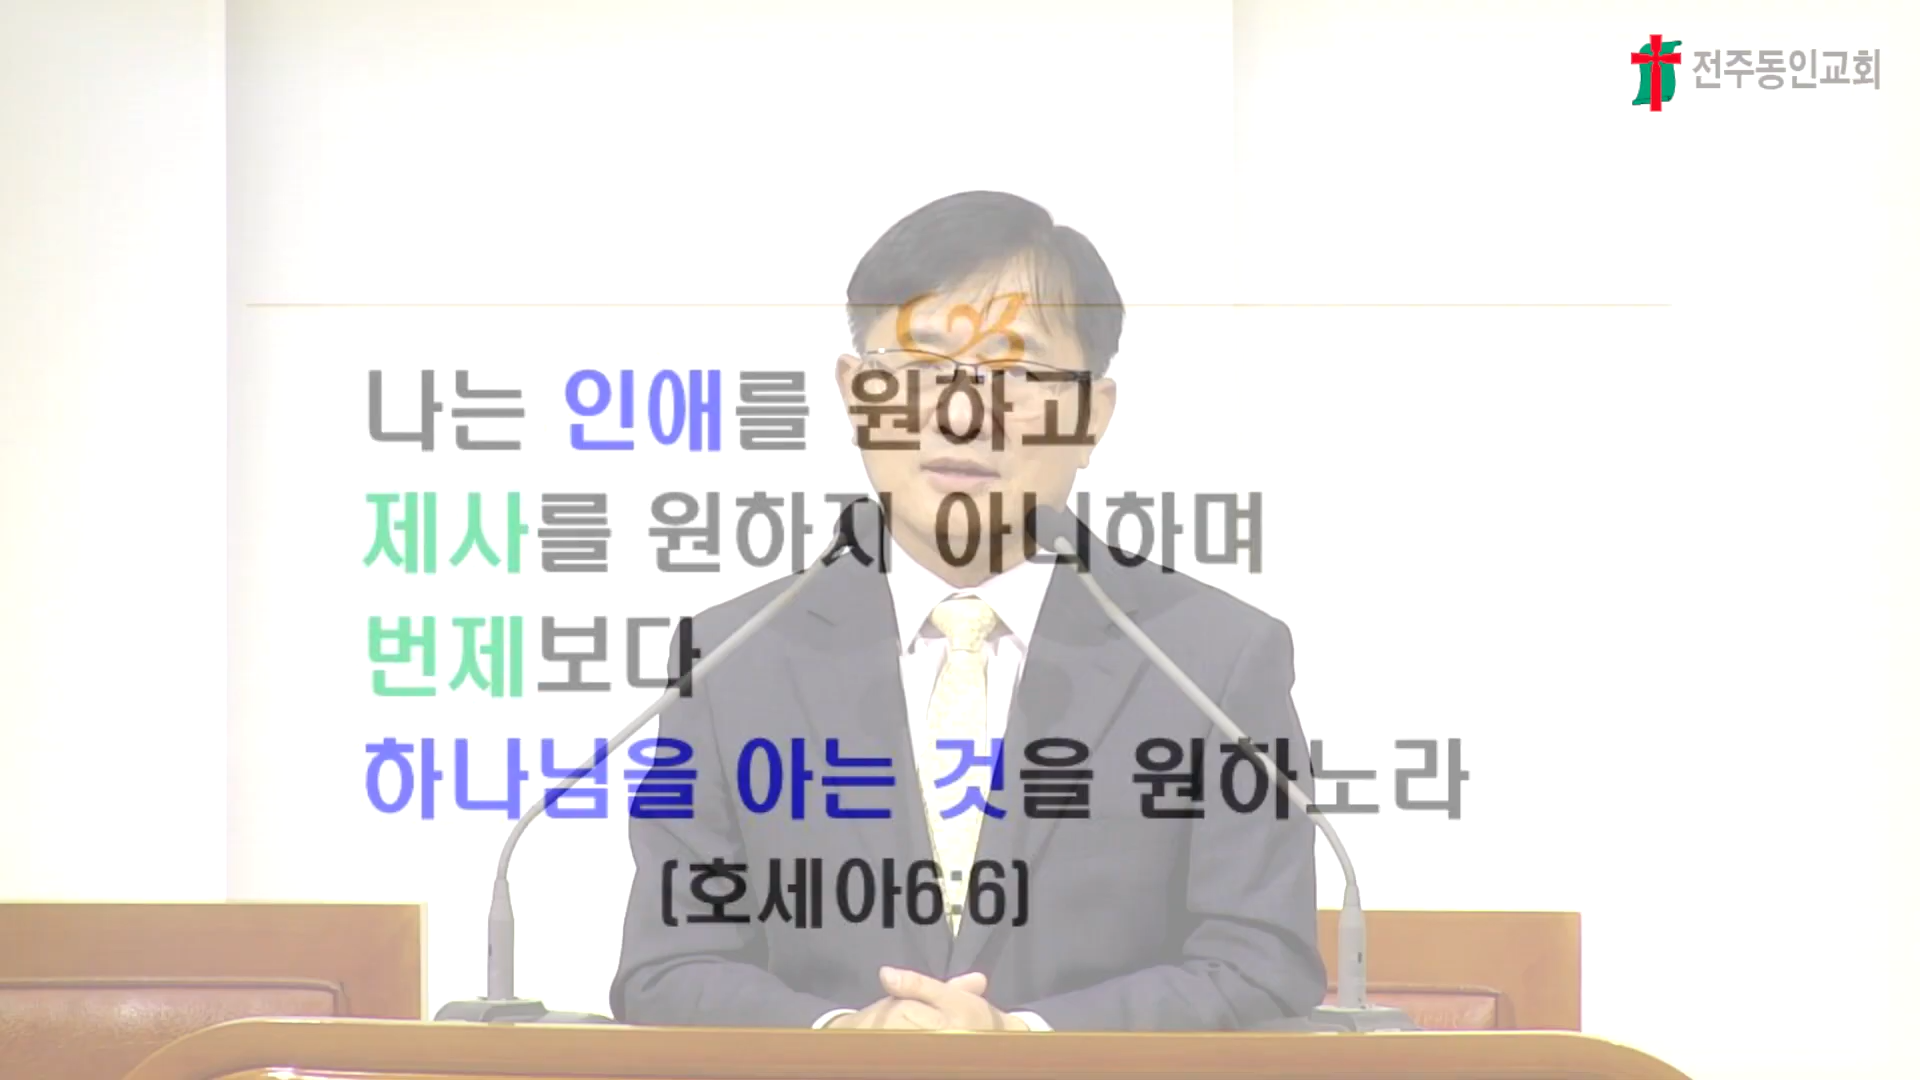 전주동인교회
나는 인애를 원하고
제사를 원하지 아니하며
번제보다
하나님을 아는 것을 원하노라
(호세아6:6)